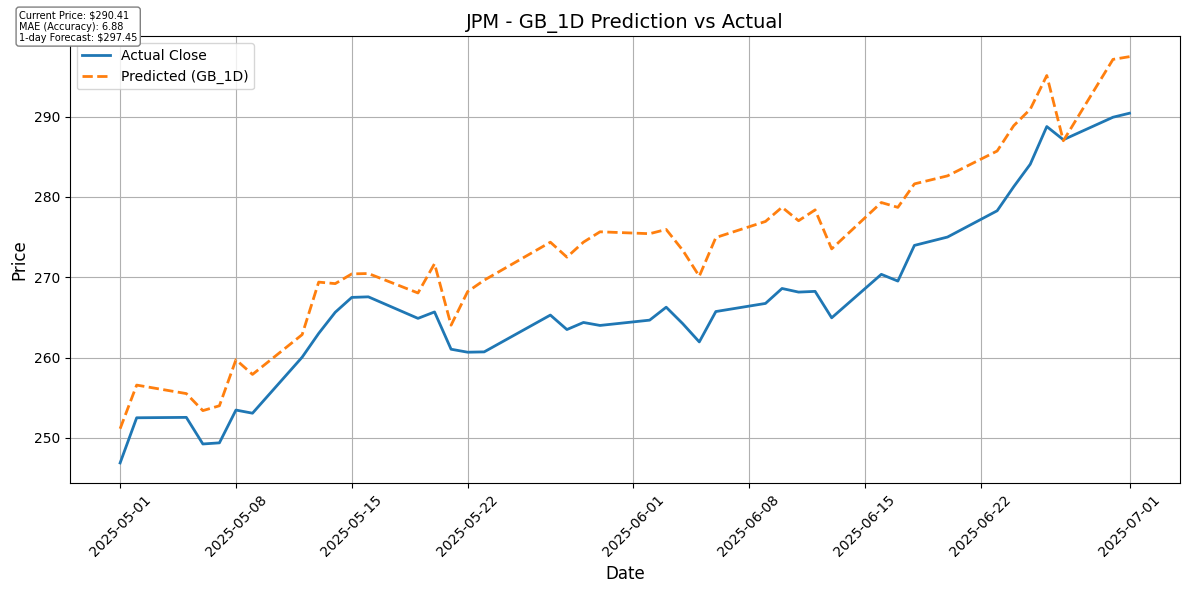 JPM - GB_1D Prediction vs Actual
Current Price: $290.41
MAE (Accuracy): 6.88
1-day Forecast: $297.45
Actual Close
Predicted (GB_1D)
Price
290
280
270
260
250
2025-05-01
2025-05-08
2025-05-15
2025-05-22
2025-06-01
2025-06-08
2025-06-15
2025-06-22
2025-07-01
Date